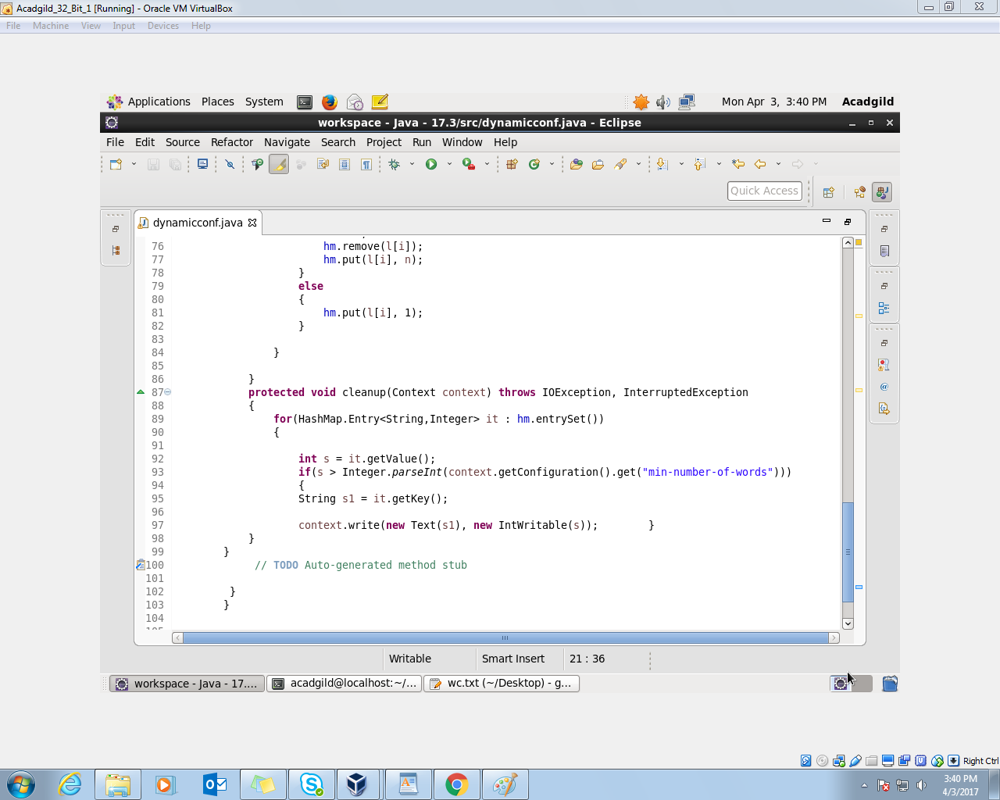 Acadgild_32_Bit_1 [Running] - Oracle VM VirtualBox
File Machine View Input Devices Help
Applications Places System Mon Apr 3, 3:40 PM Acadgild
workspace - Java - 17.3/src/dynamicconf.java - Eclipse
File Edit Source Refactor Navigate Search Project Run Window Help
Quick Access
dynamicconf.java
76 hm.remove(l[i]);
77 hm.put(l[i], n);
78 }
79 else
80 {
81 hm.put(l[i], 1);
82 }
83
84 }
85
86 }
87 protected void cleanup(Context context) throws IOException, InterruptedException
88 {
89 for(HashMap.Entry<String,Integer> it : hm.entrySet())
90 {
91
92 int s = it.getValue();
93 if(s > Integer.parseInt(context.getConfiguration().get("min-number-of-words")))
94 {
95 String s1 = it.getKey();
96
97 context.write(new Text(s1), new IntWritable(s)); }
98 }
99 }
100 // TODO Auto-generated method stub
101
102 }
103 }
104
Writable Smart Insert 21 : 36
workspace - Java - 17.... acadgild@localhost:~/... wc.txt (~/Desktop) - g...
Right Ctrl
3:40 PM
4/3/2017